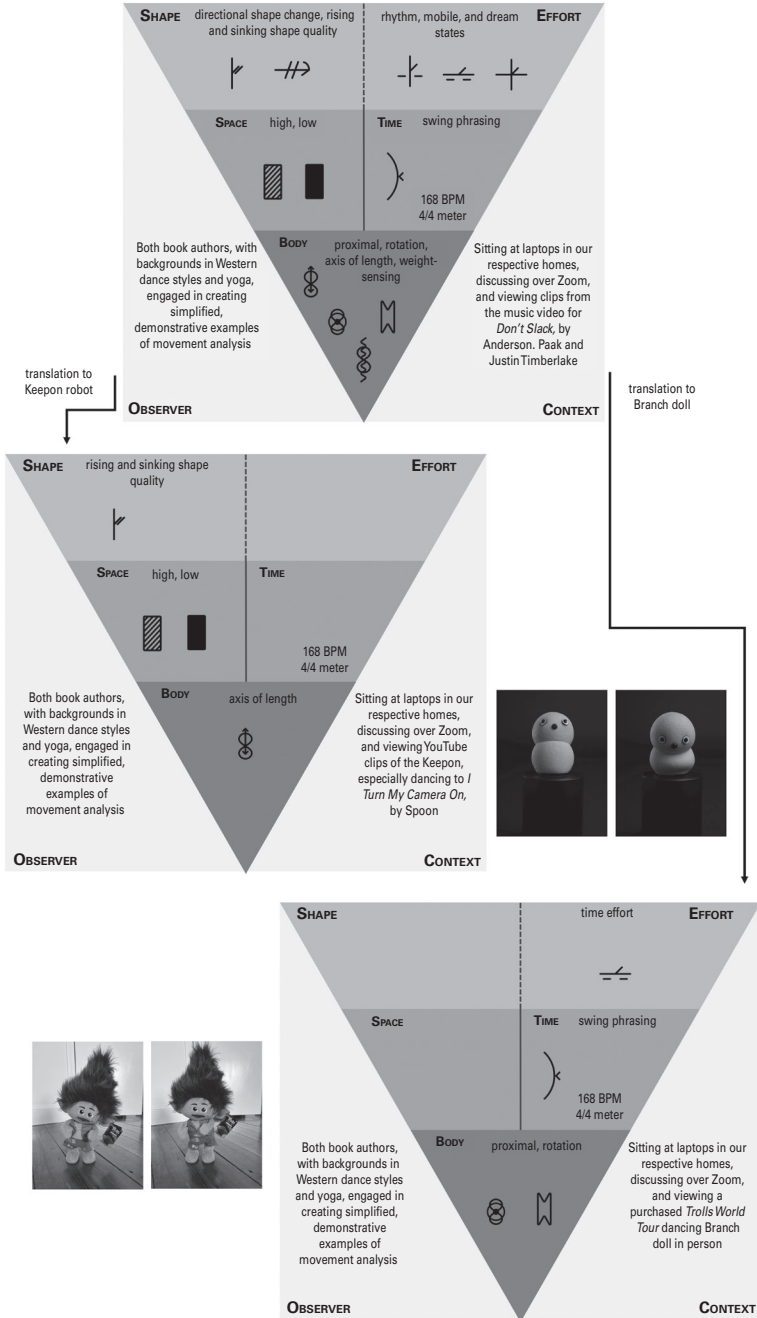 SHAPE
directional shape change, rising
and sinking shape quality
rhythm, mobile, and dream
states
EFFORT
SPACE
high, low
TIME
swing phrasing
168 BPM
4/4 meter
Both book authors, with
backgrounds in Western
dance styles and yoga,
engaged in creating
simplified,
demonstrative examples
of movement analysis
BODY
proximal, rotation,
axis of length, weight-
sensing
Sitting at laptops in our
respective homes,
discussing over Zoom,
and viewing clips from
the music video for
Don't Slack, by
Anderson. Paak and
Justin Timberlake
OBSERVER
CONTEXT
translation to
Keepon robot
translation to
Branch doll
SHAPE
rising and sinking shape
quality
EFFORT
SPACE
high, low
TIME
168 BPM
4/4 meter
Both book authors,
with backgrounds in
Western dance styles
and yoga, engaged in
creating simplified,
demonstrative
examples of
movement analysis
BODY
axis of length
Sitting at laptops in our
respective homes,
discussing over Zoom,
and viewing YouTube
clips of the Keepon,
especially dancing to I
Turn My Camera On,
by Spoon
OBSERVER
CONTEXT
SHAPE
time effort
EFFORT
SPACE
TIME
swing phrasing
168 BPM
4/4 meter
Both book authors,
with backgrounds in
Western dance styles
and yoga, engaged in
creating simplified,
demonstrative
examples of
movement analysis
BODY
proximal, rotation
Sitting at laptops in our
respective homes,
discussing over Zoom,
and viewing a
purchased Trolls World
Tour dancing Branch
doll in person
OBSERVER
CONTEXT